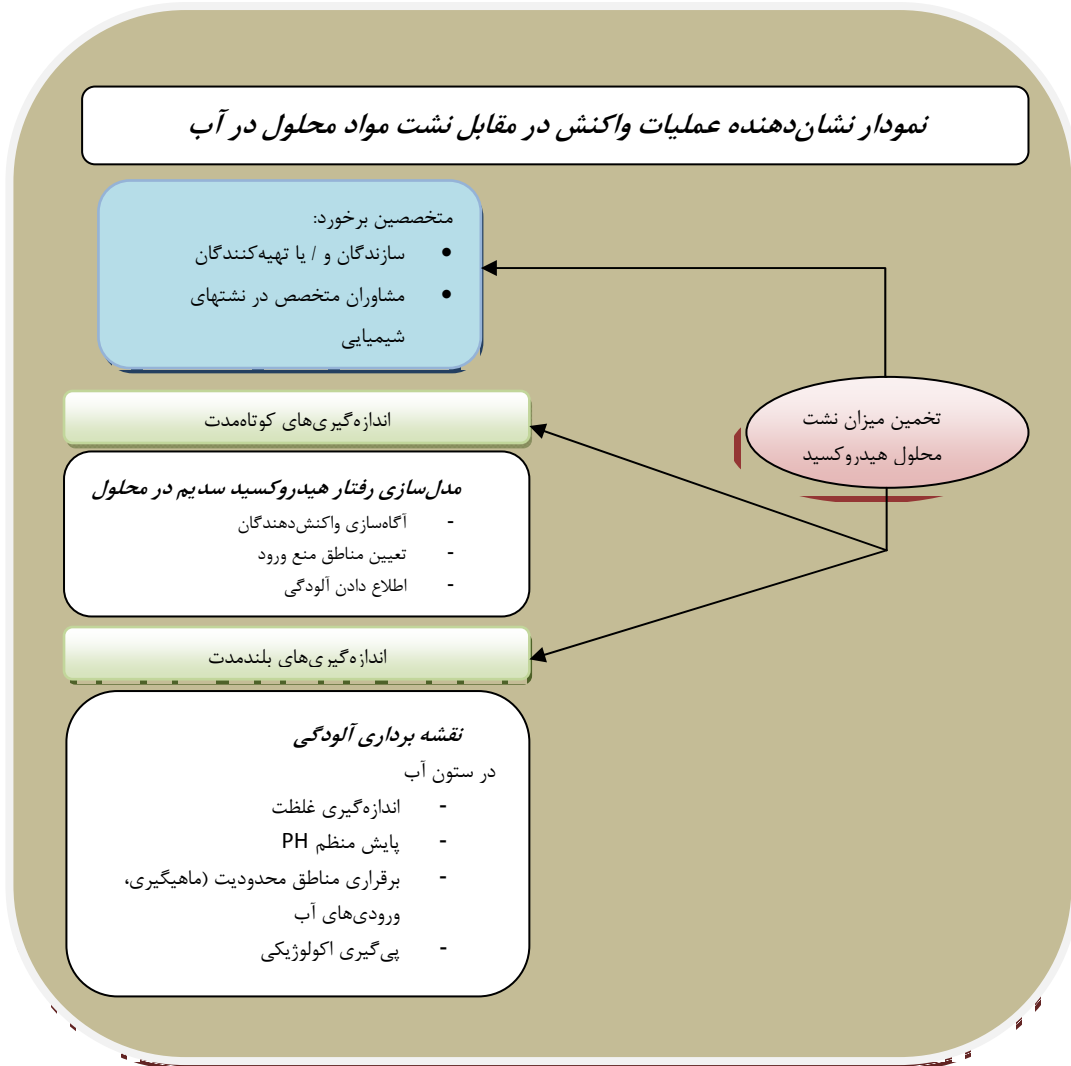 نمودار نشان‌دهنده عملیات واکنش در مقابل نشت مواد محلول در آب
متخصصین برخورد:
• سازندگان و / یا تهیه‌کنندگان
• مشاوران متخصص در نشتهای
شیمیایی
تخمین میزان نشت
محلول هیدروکسید
اندازه‌گیری‌های کوتاه‌مدت
مدل‌سازی رفتار هیدروکسید سدیم در محلول
- آگاه‌سازی واکنش‌دهندگان
- تعیین مناطق منع ورود
- اطلاع دادن آلودگی
اندازه‌گیری‌های بلندمدت
نقشه برداری آلودگی
در ستون آب
- اندازه‌گیری غلظت
- پایش منظم PH
- برقراری مناطق محدودیت (ماهیگیری،
ورودی‌های آب
- پی‌گیری اکولوژیکی